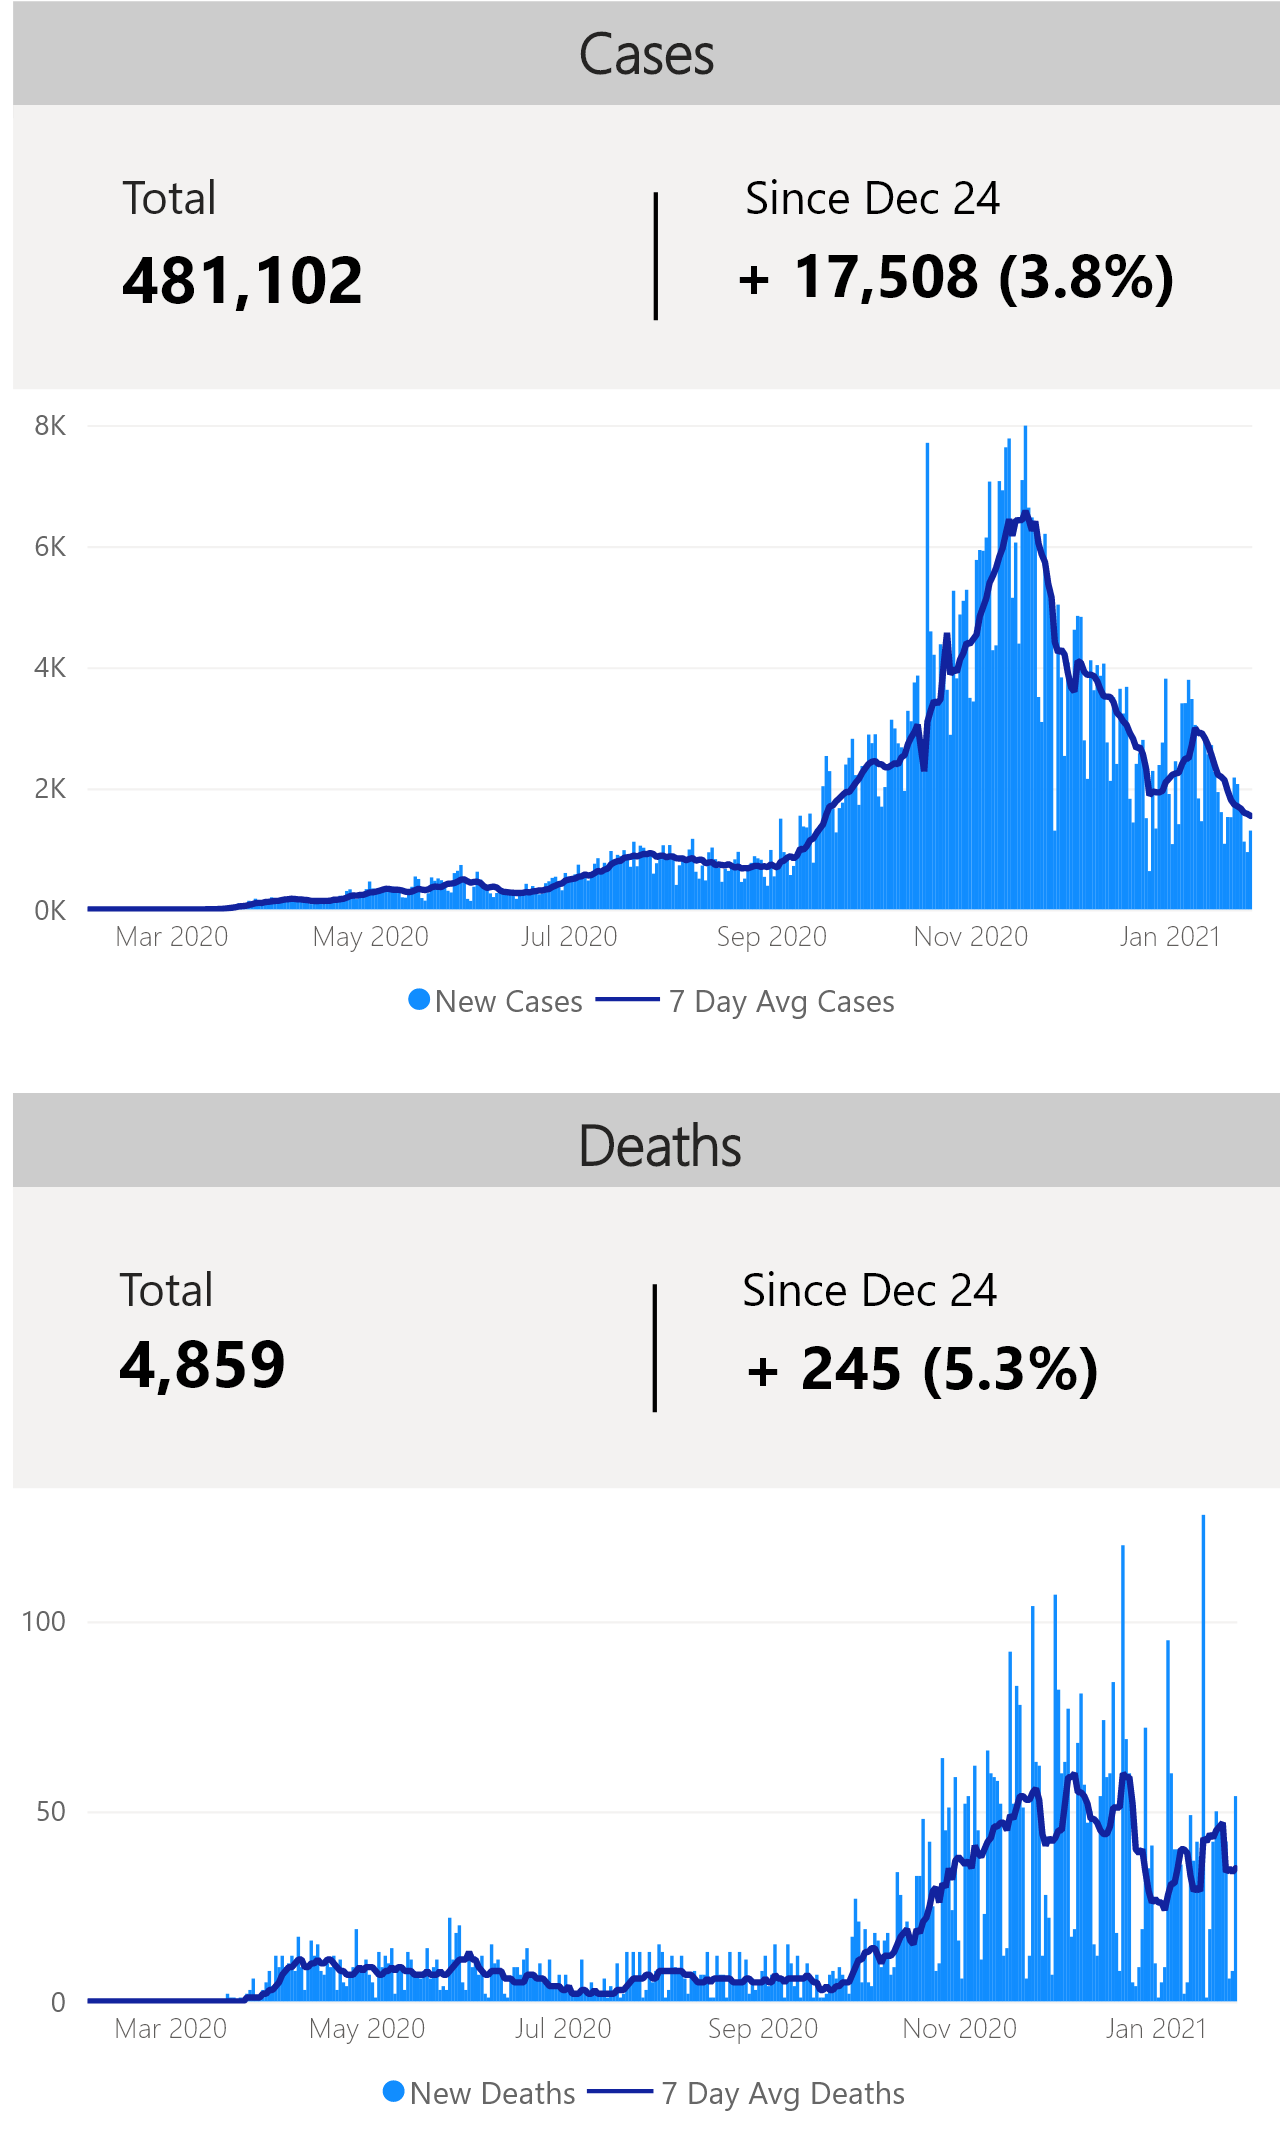 Cases
Total
Since Dec 24
481,102
+ 17,508 (3.8%)
8K
6K
4K
2K
0K
Mar 2020 May 2020 Jul 2020 Sep 2020 Nov 2020 Jan 2021
New Cases 7 Day Avg Cases
Deaths
Total
Since Dec 24
4,859
+ 245 (5.3%)
100
50
0
Mar 2020 May 2020 Jul 2020 Sep 2020 Nov 2020 Jan 2021
New Deaths 7 Day Avg Deaths